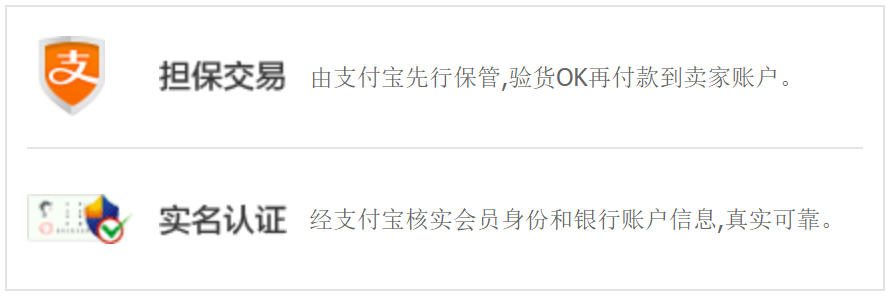 支
担保交易 由支付宝先行保管,验货OK再付款到卖家账户。
实名认证 经支付宝核实会员身份和银行账户信息,真实可靠。